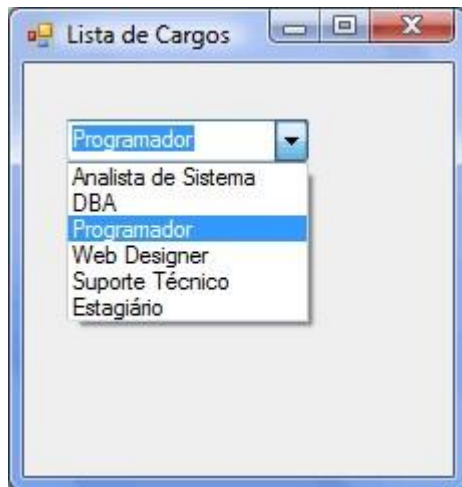 Lista de Cargos
Programador
Analista de Sistema
DBA
Programador
Web Designer
Suporte Técnico
Estagiário